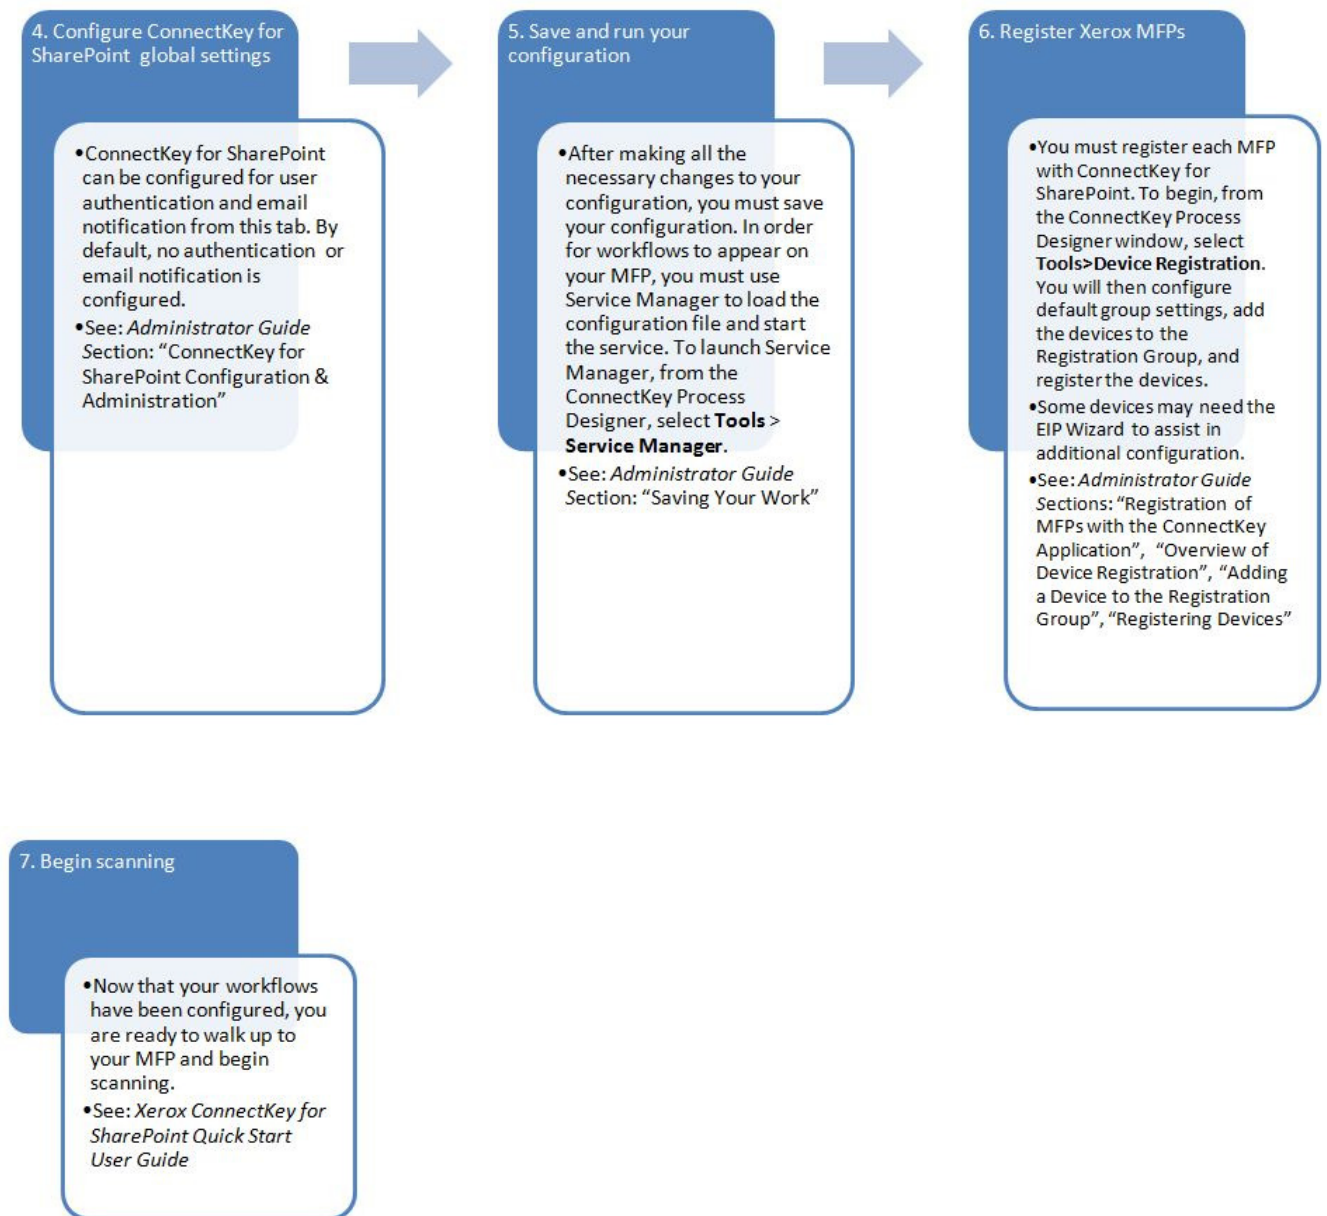 4. Configure ConnectKey for
SharePoint global settings
•ConnectKey for SharePoint
can be configured for user
authentication and email
notification from this tab. By
default, no authentication or
email notification is
configured.
•See: Administrator Guide
Section: “ConnectKey for
SharePoint Configuration &
Administration”
5. Save and run your
configuration
•After making all the
necessary changes to your
configuration, you must save
your configuration. In order
for workflows to appear on
your MFP, you must use
Service Manager to load the
configuration file and start
the service. To launch Service
Manager, from the
ConnectKey Process
Designer, select Tools >
Service Manager.
•See: Administrator Guide
Section: “Saving Your Work”
6. Register Xerox MFPs
•You must register each MFP
with ConnectKey for
SharePoint. To begin, from
the ConnectKey Process
Designer window, select
Tools>Device Registration.
You will then configure
default group settings, add
the devices to the
Registration Group, and
register the devices.
•Some devices may need the
EIP Wizard to assist in
additional configuration.
•See: Administrator Guide
Sections: “Registration of
MFPs with the ConnectKey
Application”, “Overview of
Device Registration”, “Adding
a Device to the Registration
Group”, “Registering Devices”
7. Begin scanning
•Now that your workflows
have been configured, you
are ready to walk up to
your MFP and begin
scanning.
•See: Xerox ConnectKey for
SharePoint Quick Start
User Guide